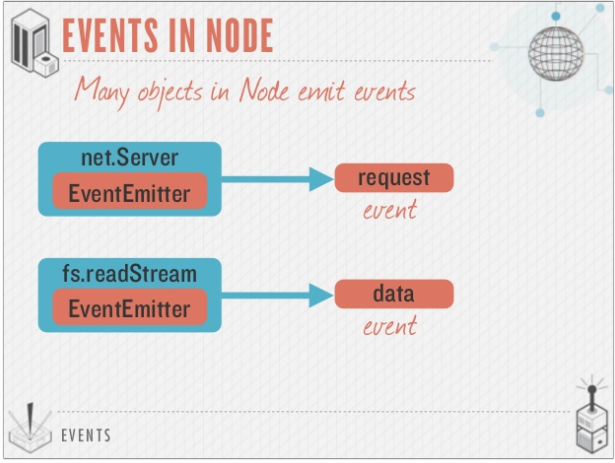 EVENTS IN NODE
Many objects in Node emit events
net.Server
EventEmitter
request
event
fs.readStream
EventEmitter
data
event
EVENTS